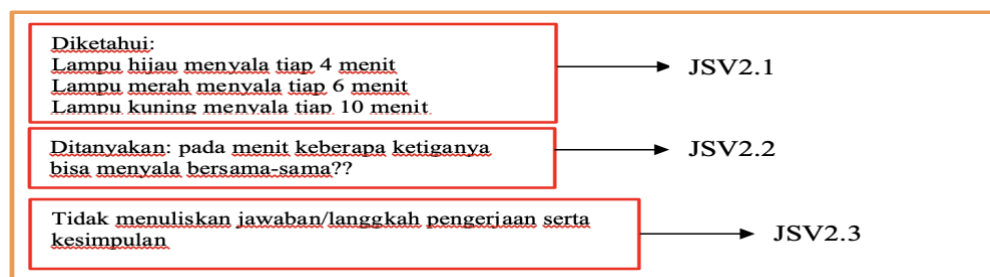 Diketahui:
Lampu hijau menyala tiap 4 menit
Lampu merah menyala tiap 6 menit
Lampu kuning menyala tiap 10 menit
JSV2.1
Ditanyakan: pada menit keberapa ketiganya
bisa menyala bersama-sama??
JSV2.2
Tidak menuliskan jawaban/langgkah pengerjaan serta
kesimpulan
JSV2.3